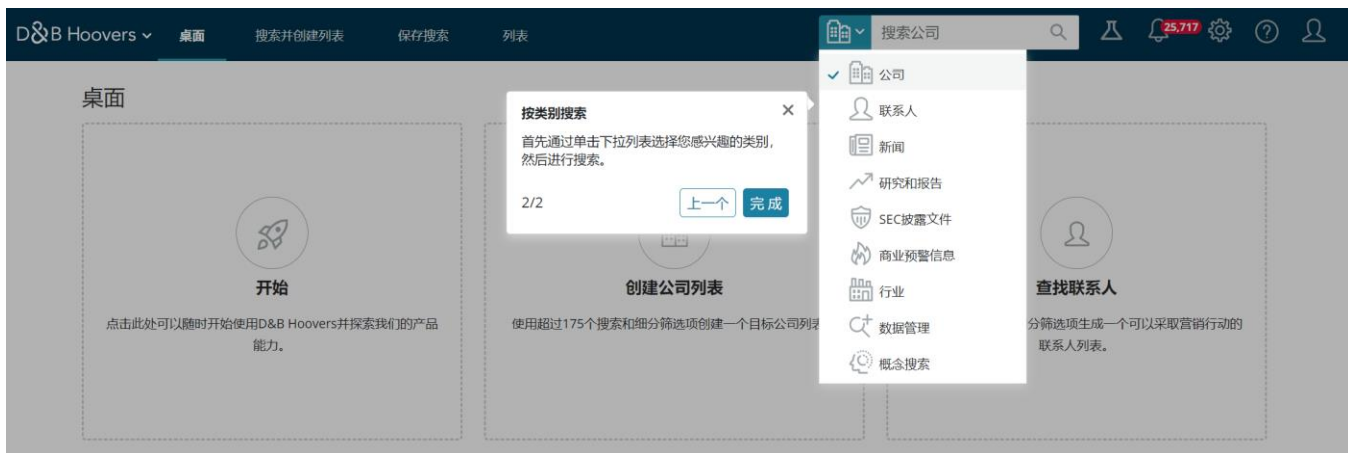 D&B Hoovers
桌面
搜索并创建列表
保存搜索
列表
搜索公司
25,717
桌面
按类别搜索
首先通过单击下拉列表选择您感兴趣的类别,
然后进行搜索。
2/2
上一个
完成
公司
联系人
新闻
研究和报告
SEC披露文件
商业预警信息
行业
数据管理
概念搜索
开始
点击此处可以随时开始使用D&B Hoovers并探索我们的产品
能力。
创建公司列表
使用超过175个搜索和细分筛选项创建一个目标公司列
查找联系人
分筛选项生成一个可以采取营销行动的
联系人列表。